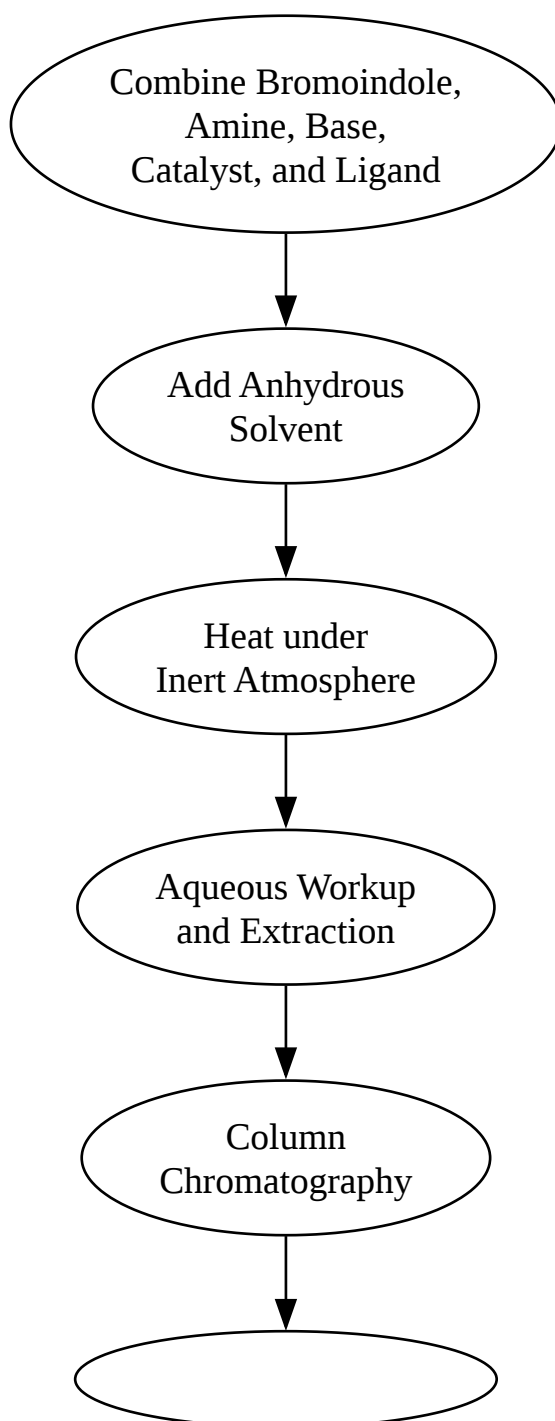 Combine Bromoindole,
Amine, Base,
Catalyst, and Ligand
Add Anhydrous
Solvent
Heat under
Inert Atmosphere
Aqueous Workup
and Extraction
Column
Chromatography